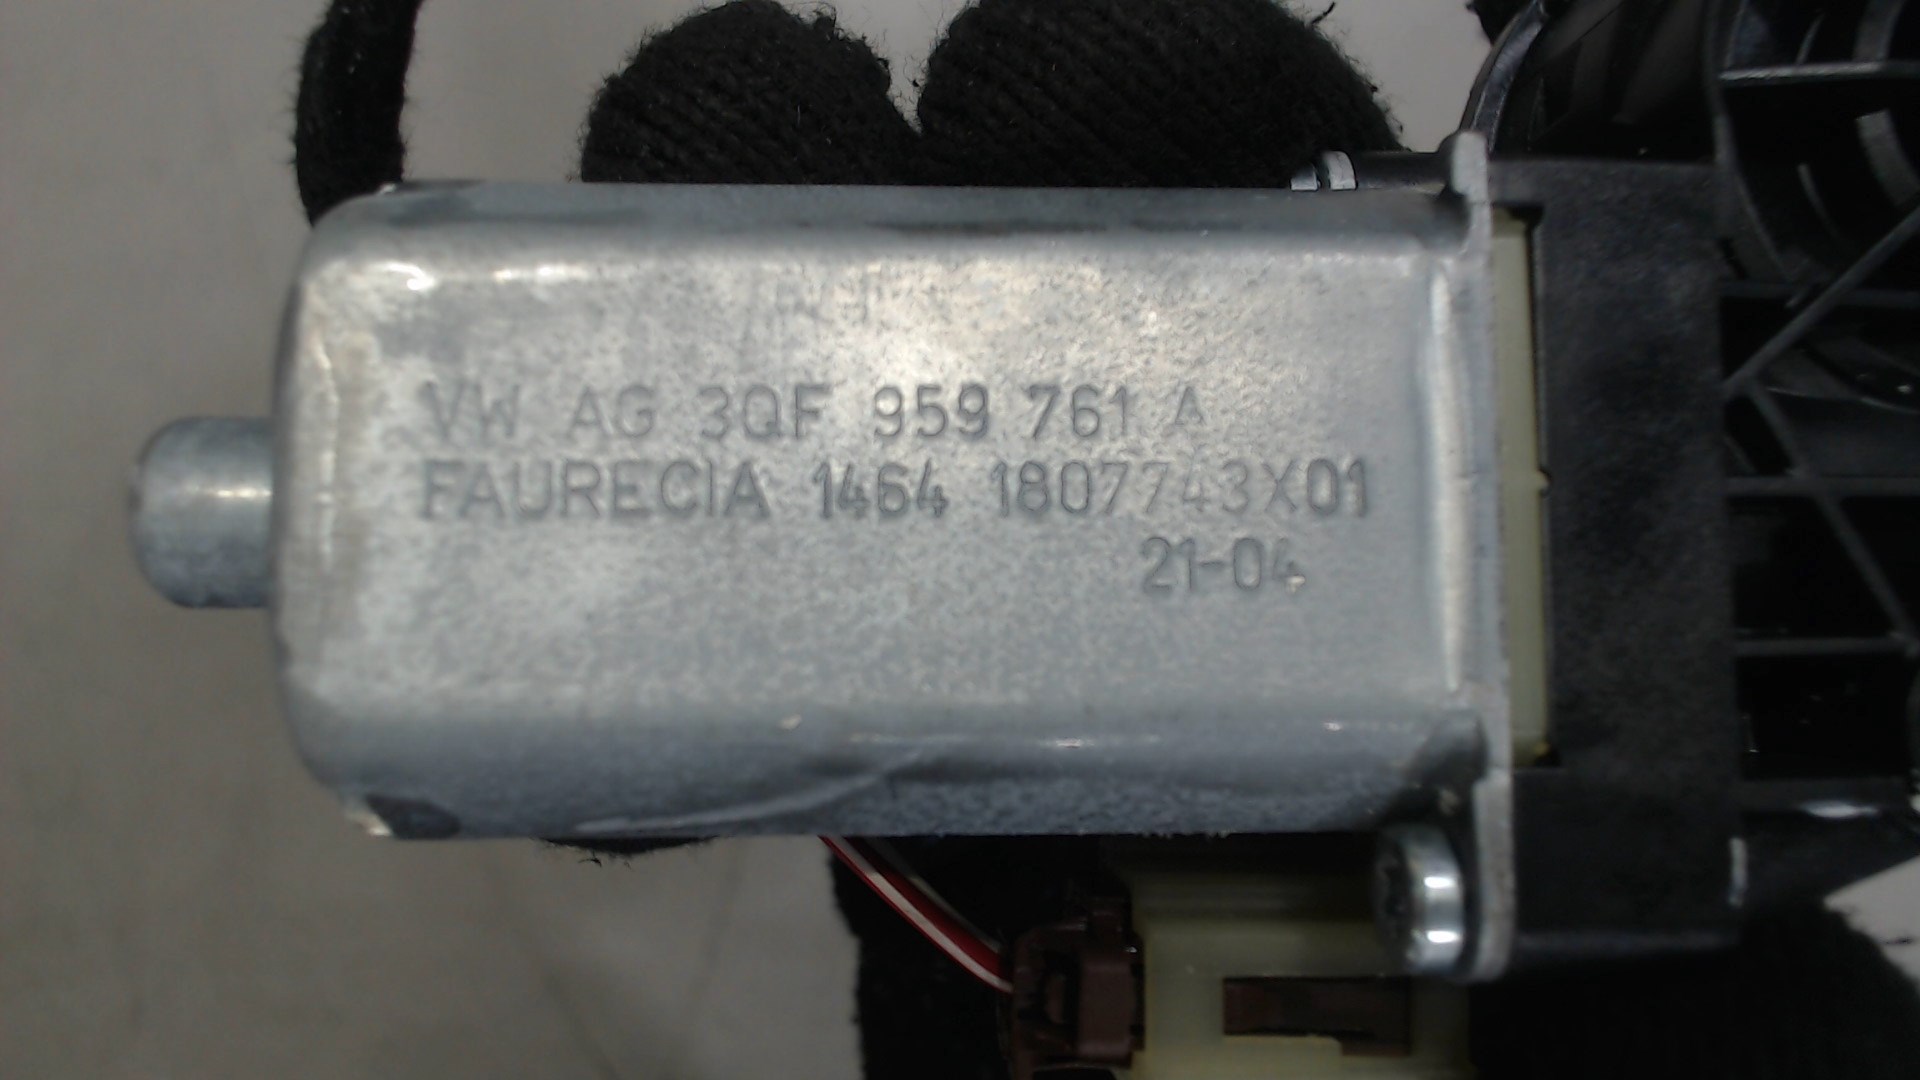 VW AG 3QF 959 761 A
FAURECIA 1464 1807743X01
21-04